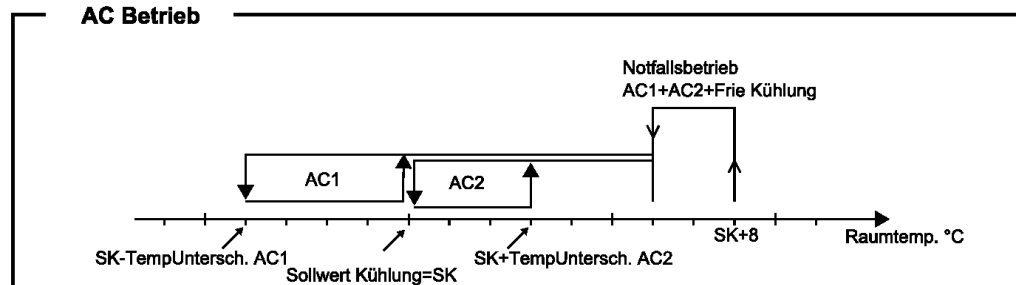 AC Betrieb
Notfallsbetrieb
AC1+AC2+Frie Kühlung
AC1
AC2
SK+8
Raumtemp. °C
SK-TempUntersch. AC1
SK+TempUntersch. AC2
Sollwert Kühlung=SK